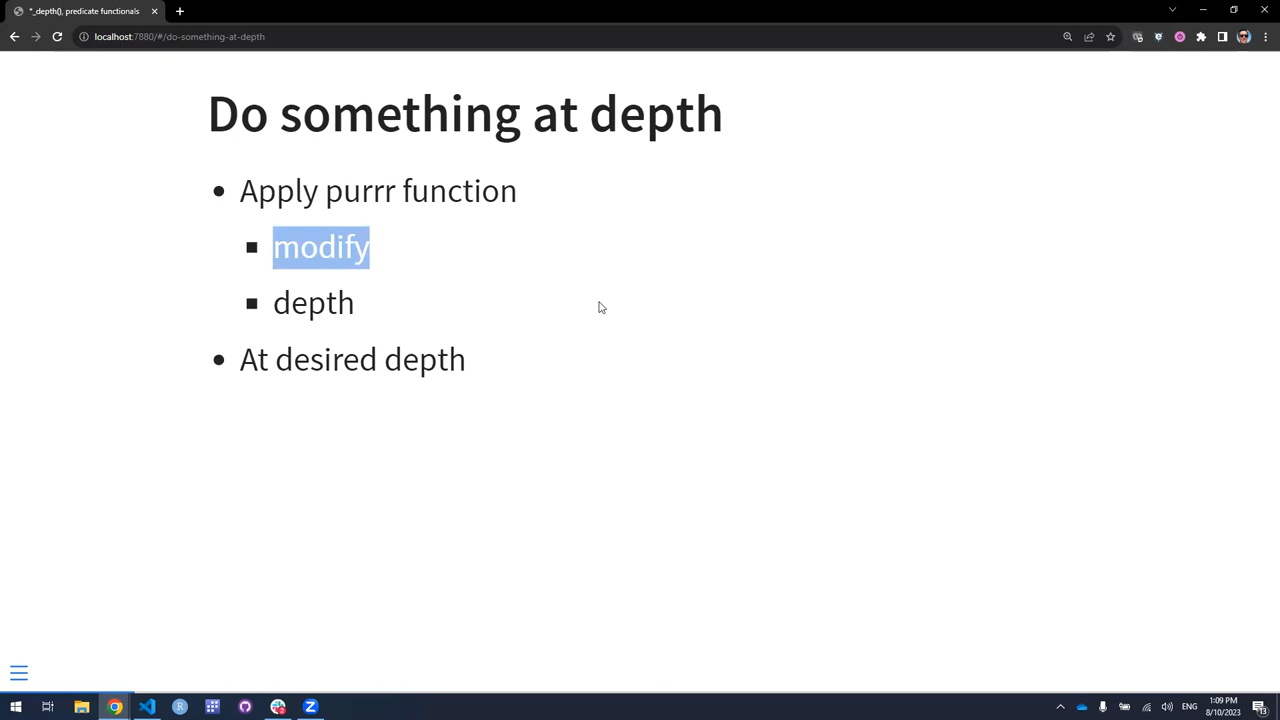 *_depth(), predicate functionals
localhost:7880/#/do-something-at-depth
Do something at depth
Apply purrr function
modify
depth
At desired depth
ENG
1:09 PM
8/10/2023
13